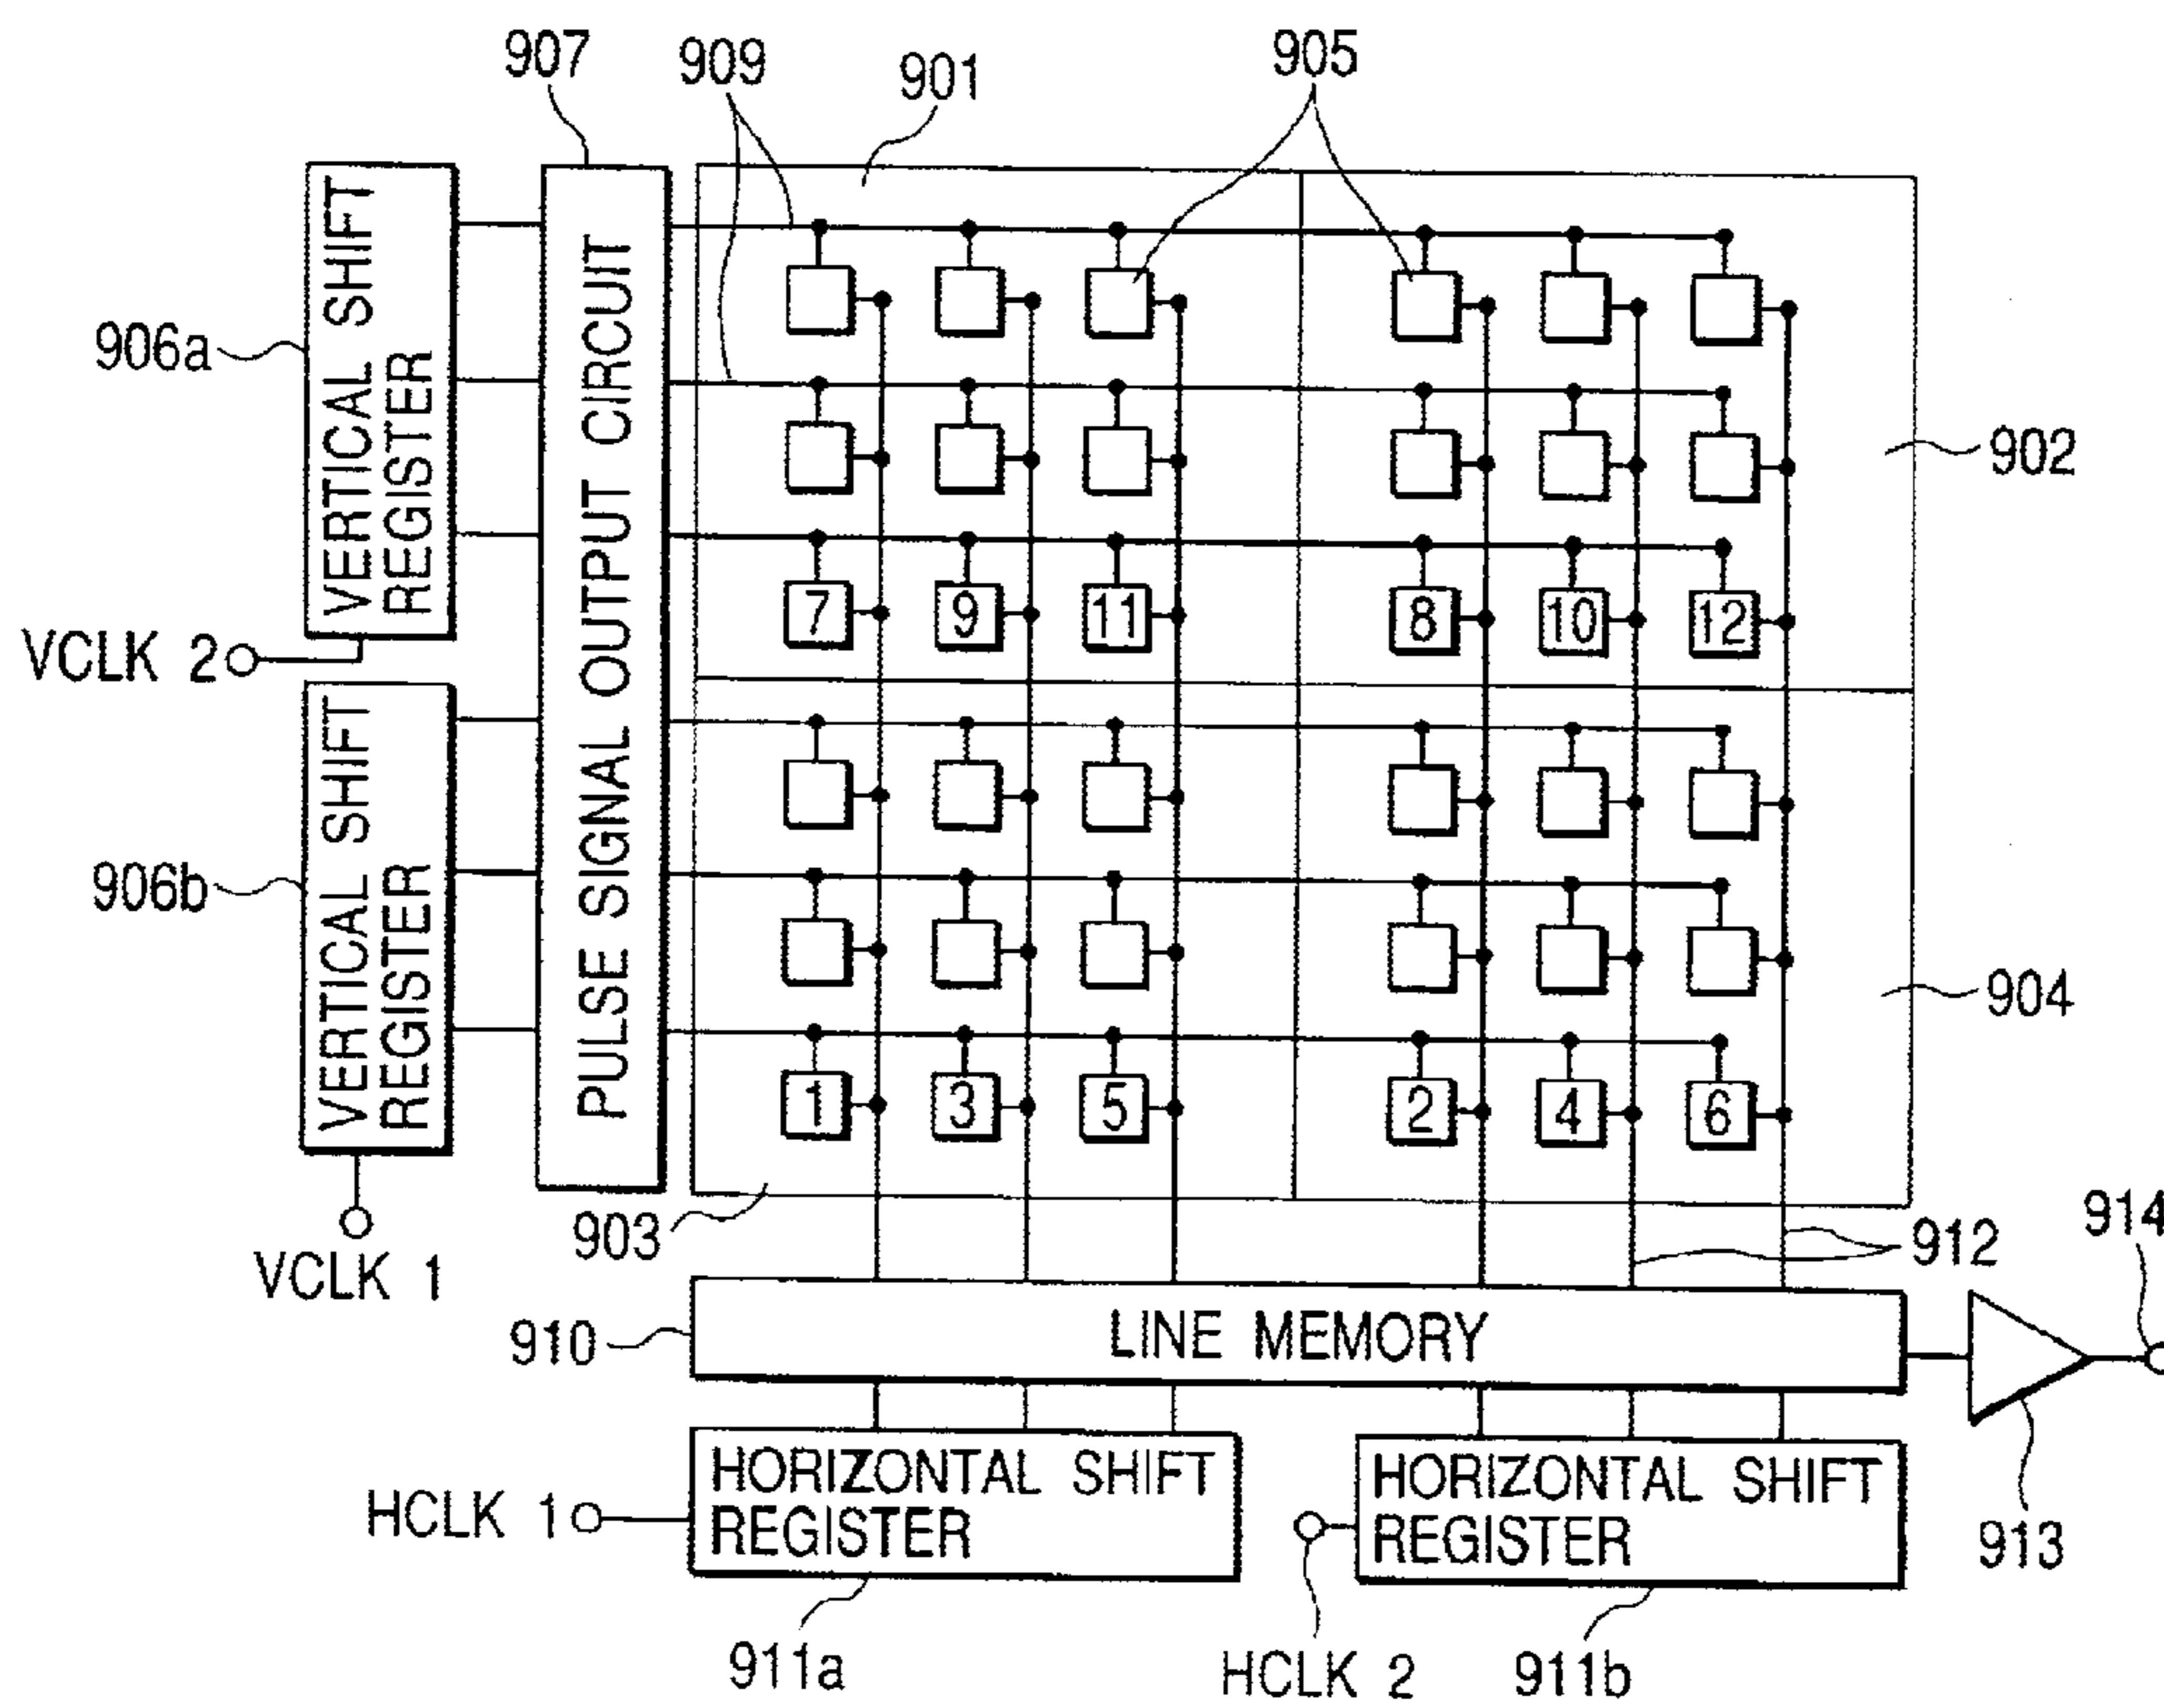 907
909
901
905
VERTICAL SHIFT
REGISTER
906a
VCLK 2
PULSE SIGNAL OUTPUT CIRCUIT
902
7
9
11
8
10
12
VERTICAL SHIFT
REGISTER
906b
904
1
3
5
2
4
6
VCLK 1
903
912
914
910
LINE MEMORY
913
HCLK 1
HORIZONTAL SHIFT
REGISTER
HORIZONTAL SHIFT
REGISTER
911a
HCLK 2
911b